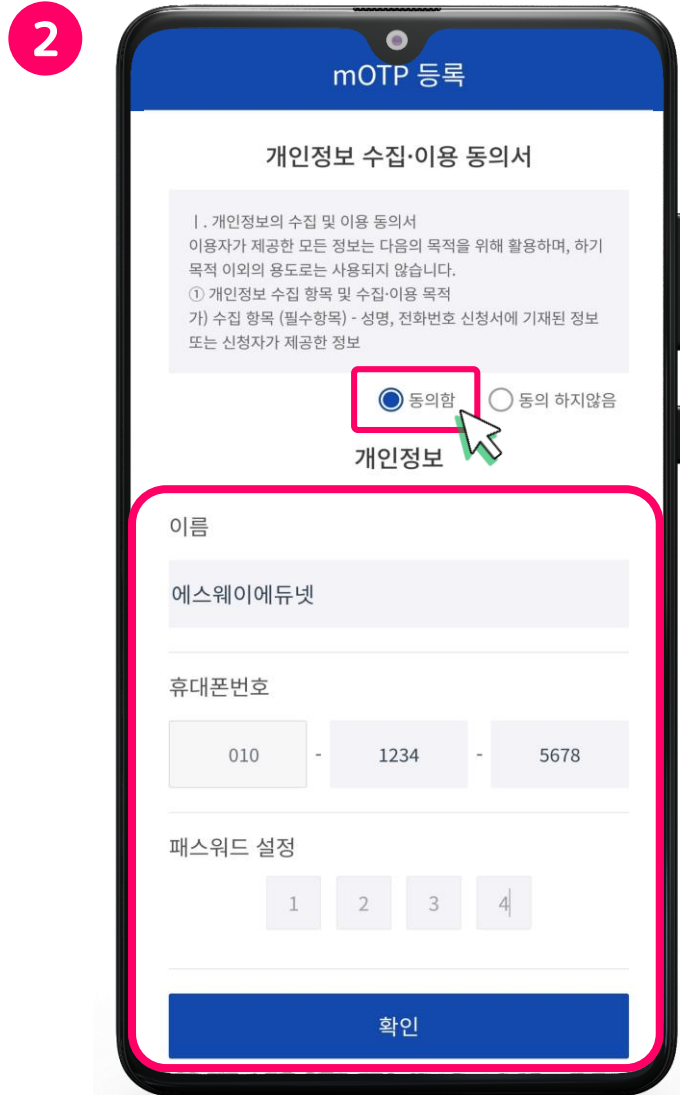 2
mOTP 등록
개인정보 수집·이용 동의서
Ⅰ. 개인정보의 수집 및 이용 동의서
이용자가 제공한 모든 정보는 다음의 목적을 위해 활용하며, 하기
목적 이외의 용도로는 사용되지 않습니다.
① 개인정보 수집 항목 및 수집·이용 목적
가) 수집 항목 (필수항목) - 성명, 전화번호 신청서에 기재된 정보
또는 신청자가 제공한 정보
동의함 동의 하지않음
개인정보
이름
에스웨이에듀넷
휴대폰번호
010 - 1234 - 5678
패스워드 설정
1 2 3 4
확인